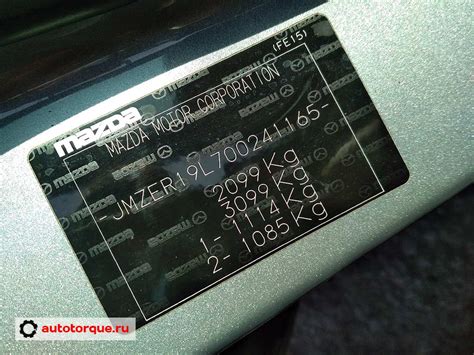 (FE15)
mazda
MAZDA MOTOR CORPORATION
-JMZER19L700241165-
2099 Kg
3099 Kg
1- 1114 Kg
2- 1085 Kg
autotorque.ru